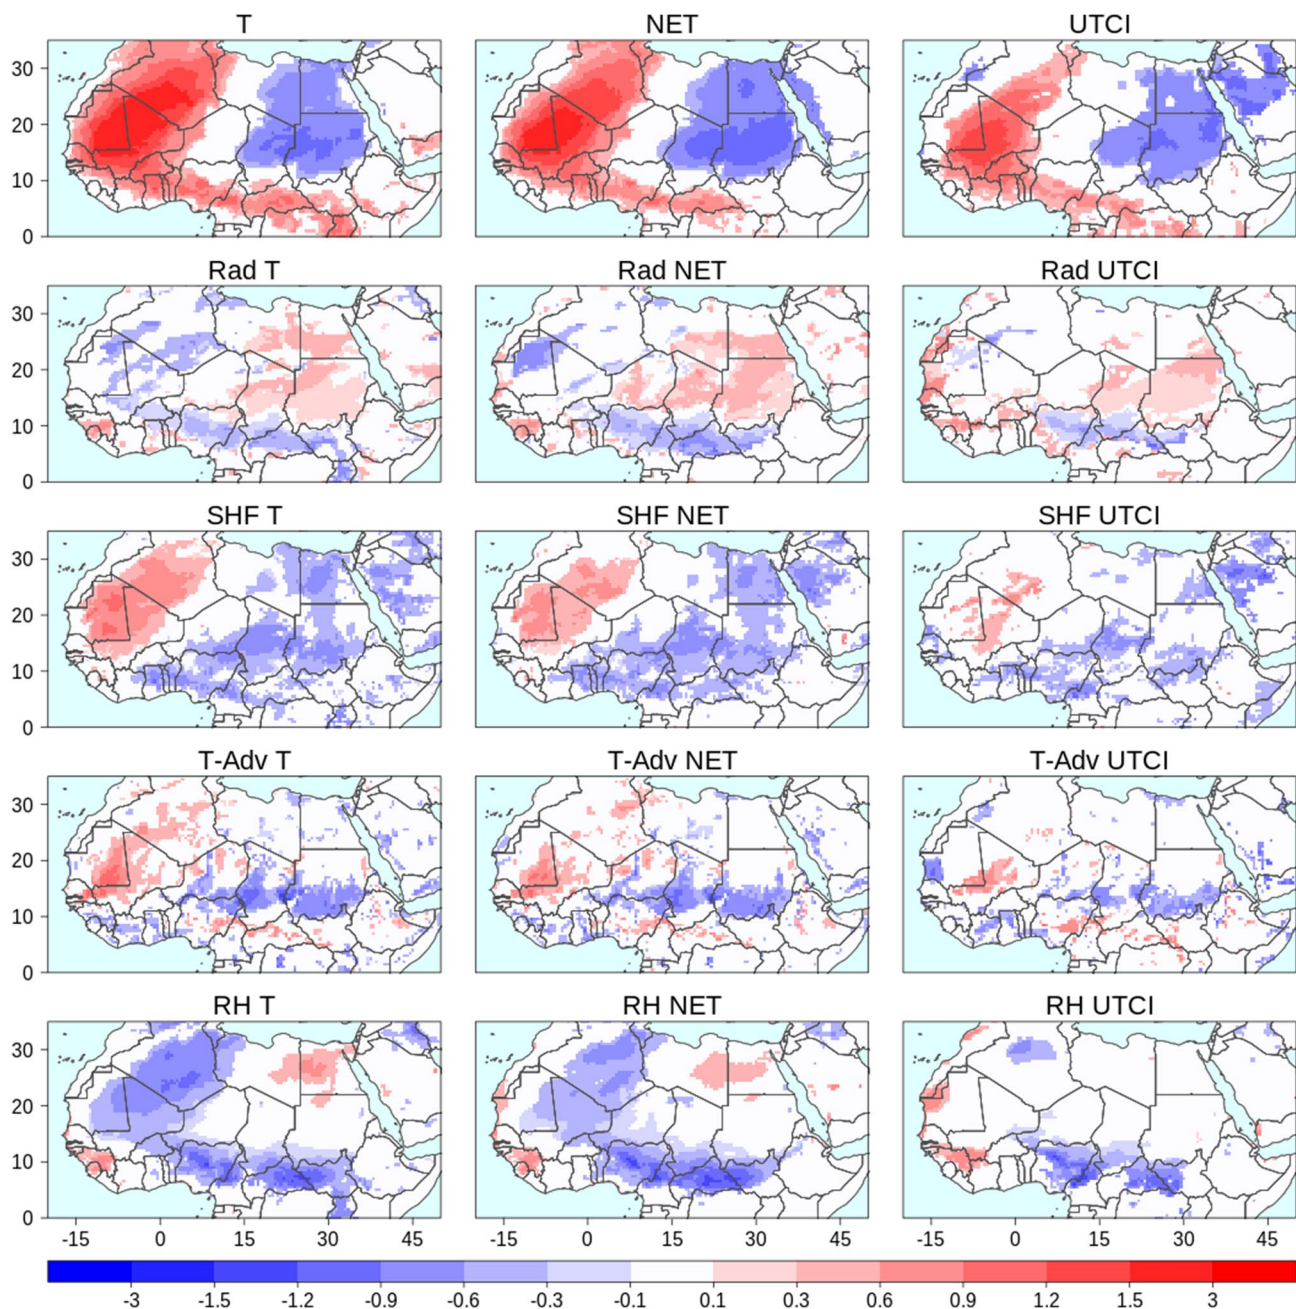 T NET UTCI
30
20
10
0
Rad T Rad NET Rad UTCI
30
20
10
0
SHF T SHF NET SHF UTCI
30
20
10
0
T-Adv T T-Adv NET T-Adv UTCI
30
20
10
0
RH T RH NET RH UTCI
30
20
10
0
-15 0 15 30 45 -15 0 15 30 45 -15 0 15 30 45
-3 -1.5 -1.2 -0.9 -0.6 -0.3 -0.1 0.1 0.3 0.6 0.9 1.2 1.5 3